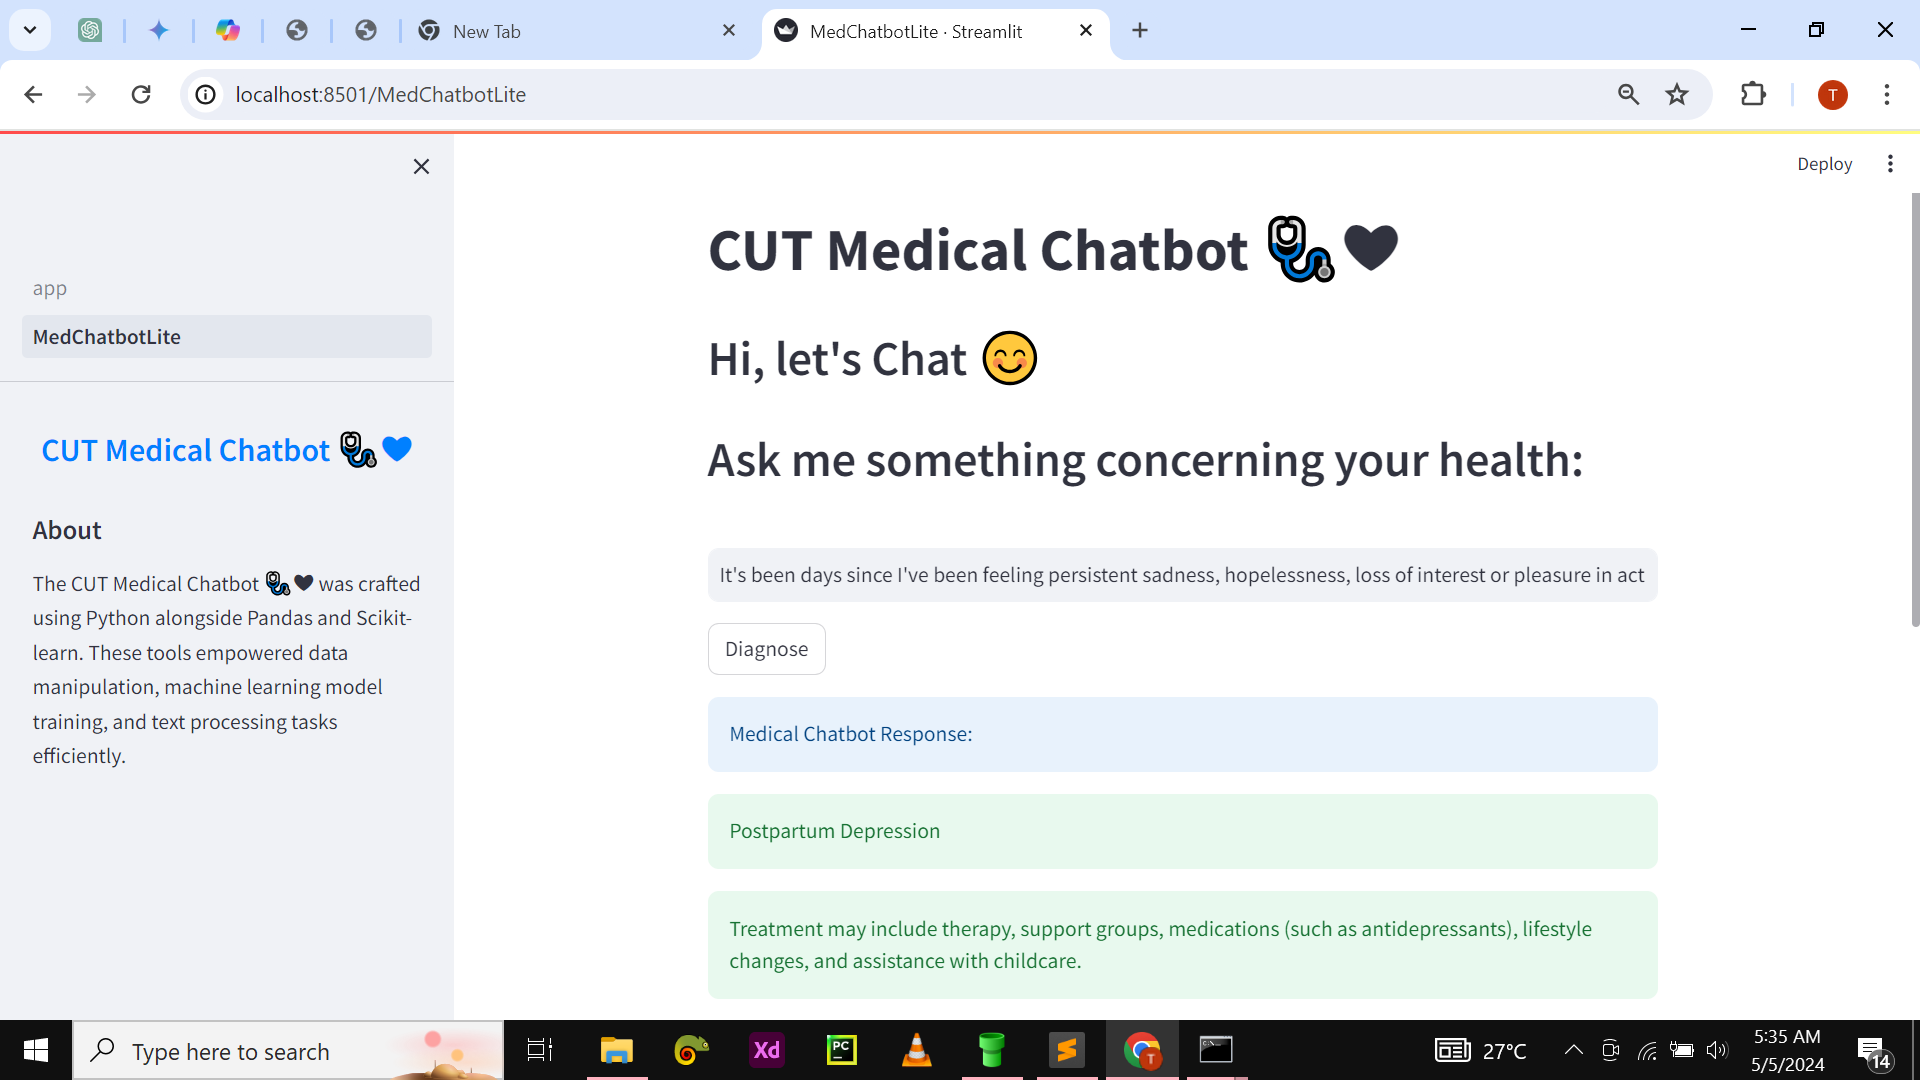 New Tab
MedChatbotLite · Streamlit
localhost:8501/MedChatbotLite
T
Deploy
app
MedChatbotLite
CUT Medical Chatbot 🩺🖤
Hi, let's Chat 😊
Ask me something concerning your health:
CUT Medical Chatbot 🩺💙
About
The CUT Medical Chatbot 🩺🖤 was crafted
using Python alongside Pandas and Scikit-
learn. These tools empowered data
manipulation, machine learning model
training, and text processing tasks
efficiently.
It's been days since I've been feeling persistent sadness, hopelessness, loss of interest or pleasure in act
Diagnose
Medical Chatbot Response:
Postpartum Depression
Treatment may include therapy, support groups, medications (such as antidepressants), lifestyle
changes, and assistance with childcare.
Type here to search
Xd
PC
T
27°C
5:35 AM
5/5/2024
14